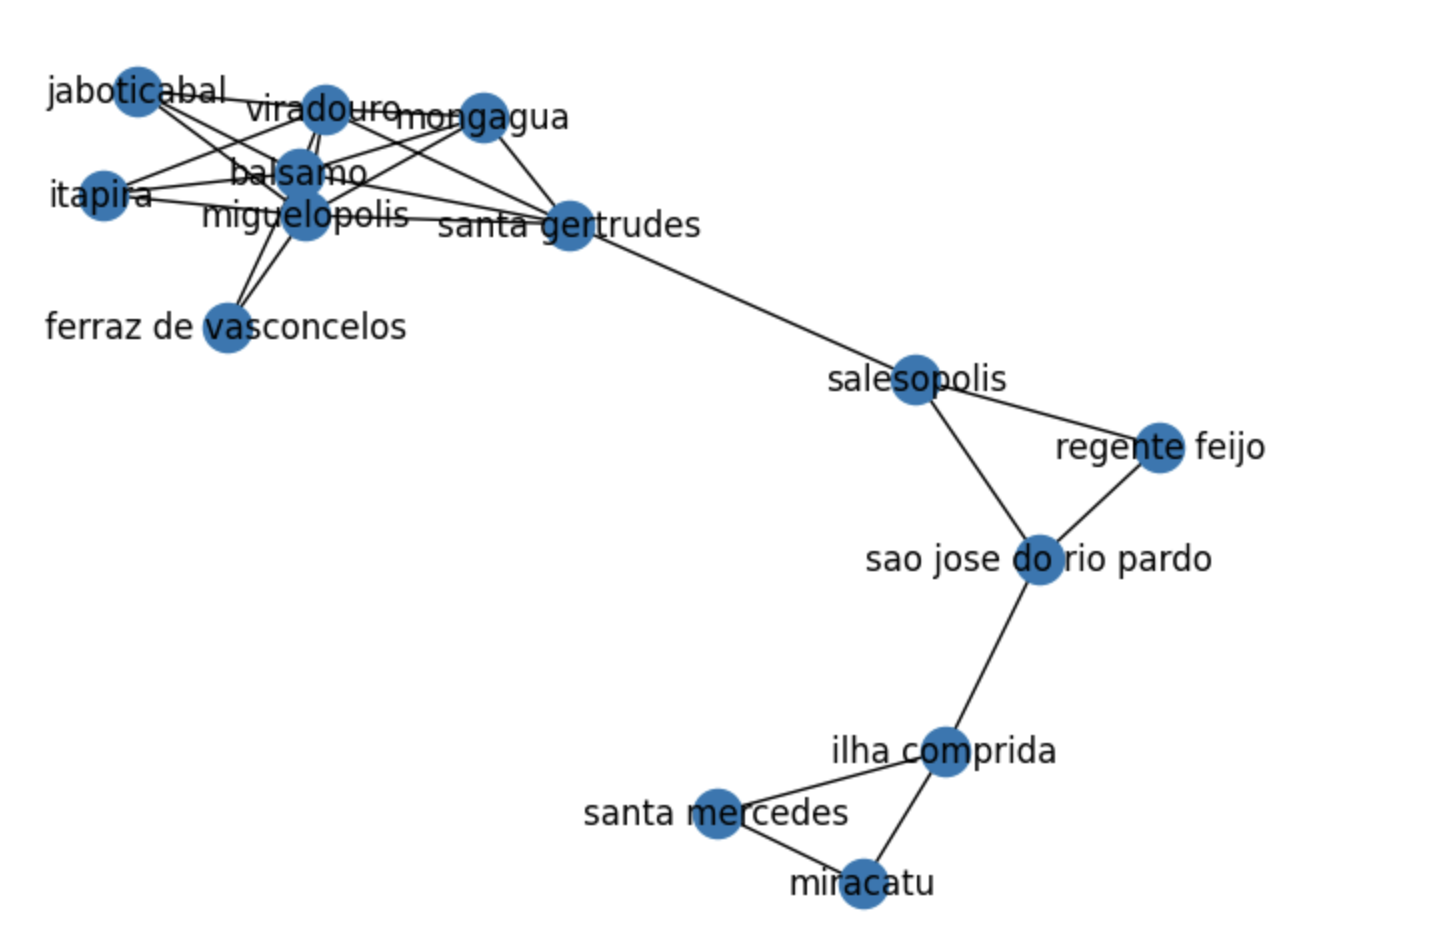 jaboticabal
viradouro
mongagua
balsamo
itapira
miguelopolis
santa gertrudes
ferraz de vasconcelos
salesopolis
regente feijo
sao jose do rio pardo
ilha comprida
santa mercedes
miracatu